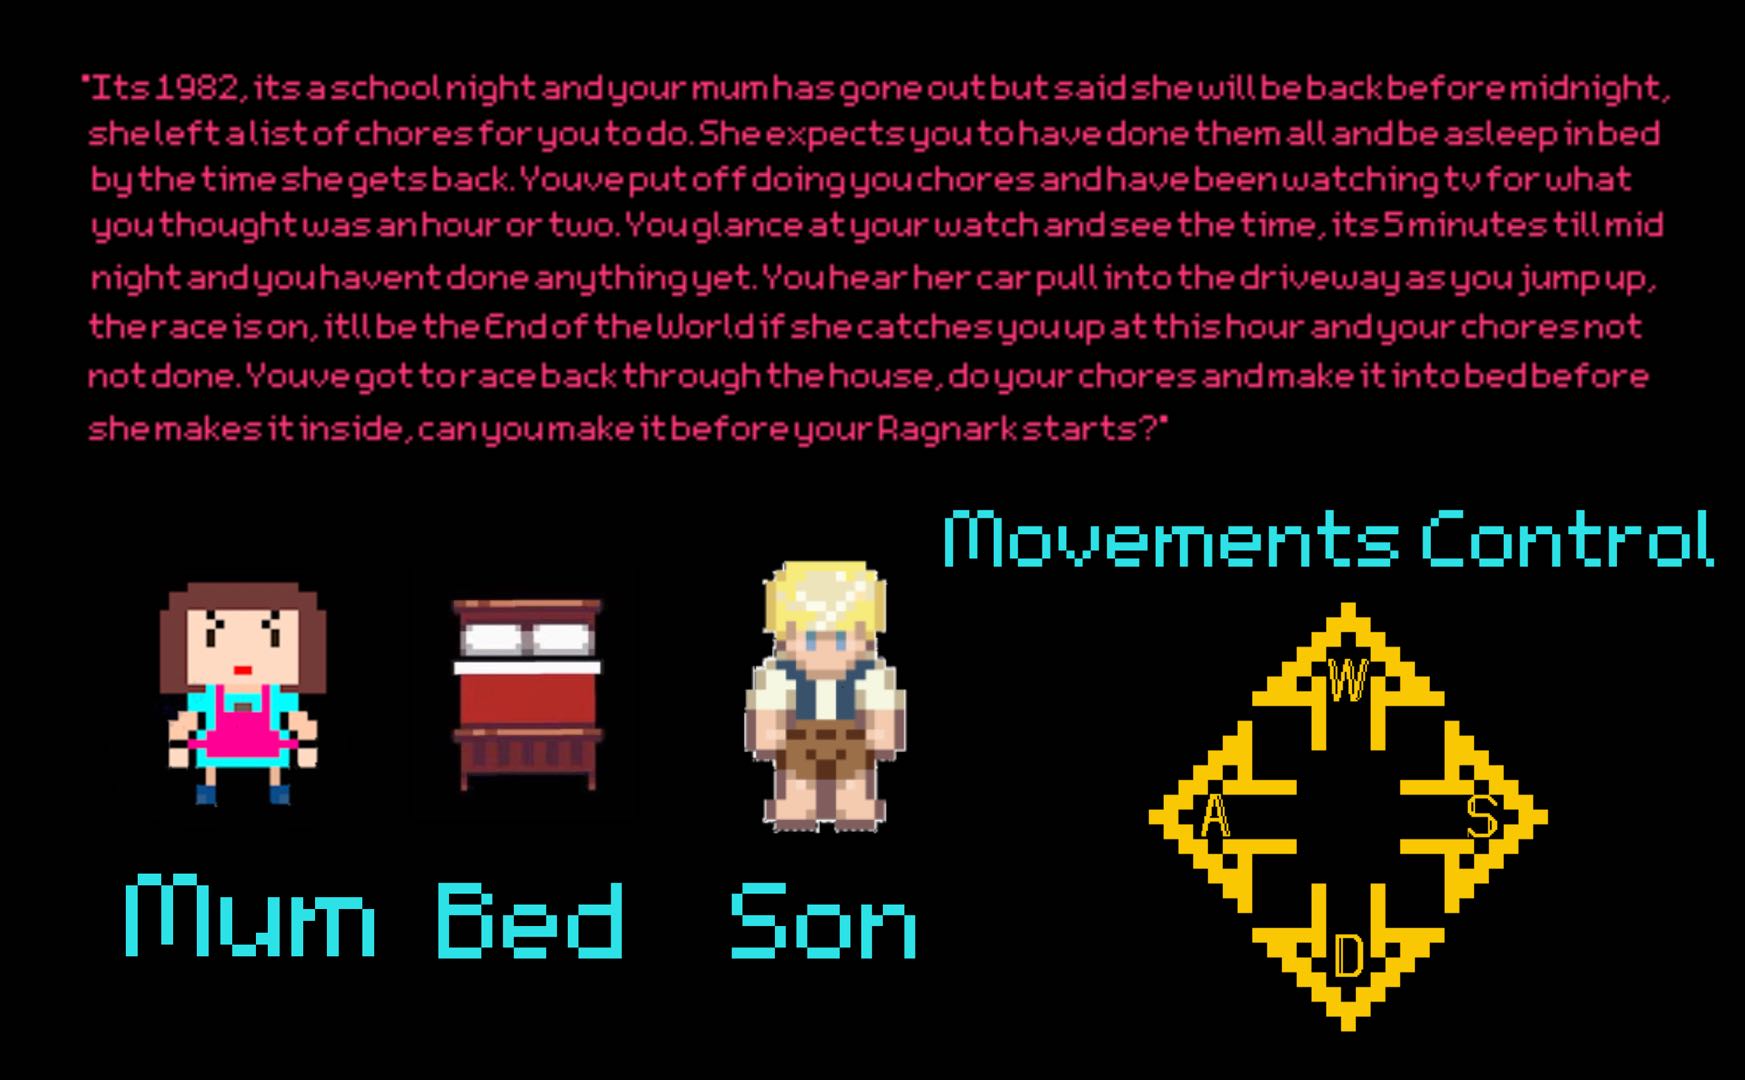 "Its 1982, its a school night and your mum has gone out but said she will be back before midnight,
she left a list of chores for you to do. She expects you to have done them all and be asleep in bed
by the time she gets back. Youve put off doing you chores and have been watching tv for what
you thought was an hour or two. You glance at your watch and see the time, its 5 minutes till mid
night and you havent done anything yet. You hear her car pull into the driveway as you jump up,
the race is on, itll be the End of the World if she catches you up at this hour and your chores not
not done. Youve got to race back through the house, do your chores and make it into bed before
she makes it inside, can you make it before your Ragnark starts?"
Movements Control
W
A
S
D
Mum
Bed
Son